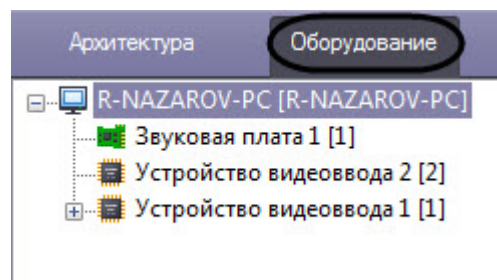 Архитектура Оборудование
R-NAZAROV-PC [R-NAZAROV-PC]
Звуковая плата 1 [1]
Устройство видеоввода 2 [2]
Устройство видеоввода 1 [1]